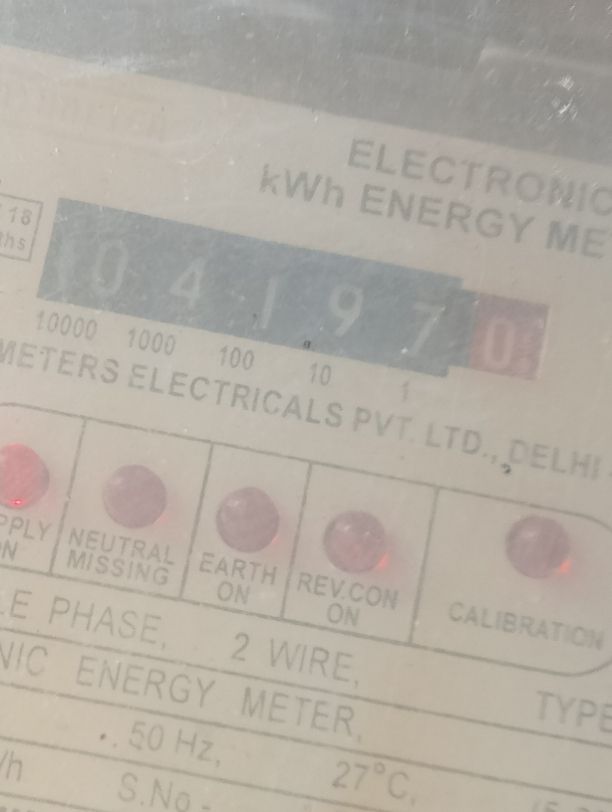 ELECTRONIC
kWh ENERGY ME
18
ths
0 4 1 9 7 0
10000 1000 100 10 1
METERS ELECTRICALS PVT. LTD., DELHI
PPLY
ON
NEUTRAL
MISSING
EARTH
ON
REV.CON
ON
CALIBRATION
LE PHASE, 2 WIRE, TYPE
NIC ENERGY METER,
50 Hz, 27°C,
/h S.No -